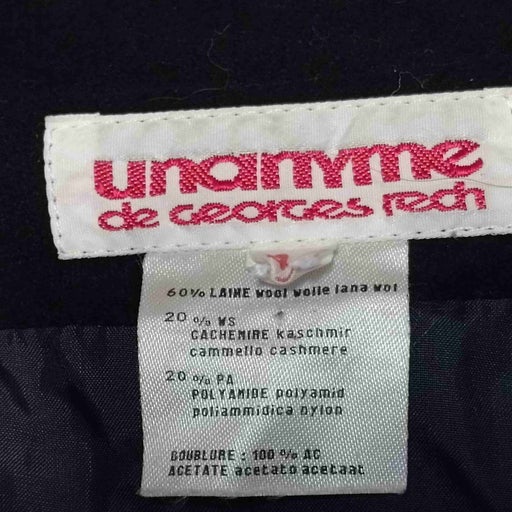 unanyme
de georges rech
60% LAINE wool wolle lana wol
20 % WS
CACHEMIRE kaschmir
cammello cashmere
20 % PA
POLYAMIDE polyamid
poliammidica nylon
DOUBLURE : 100 % AC
ACETATE acetato acetaat